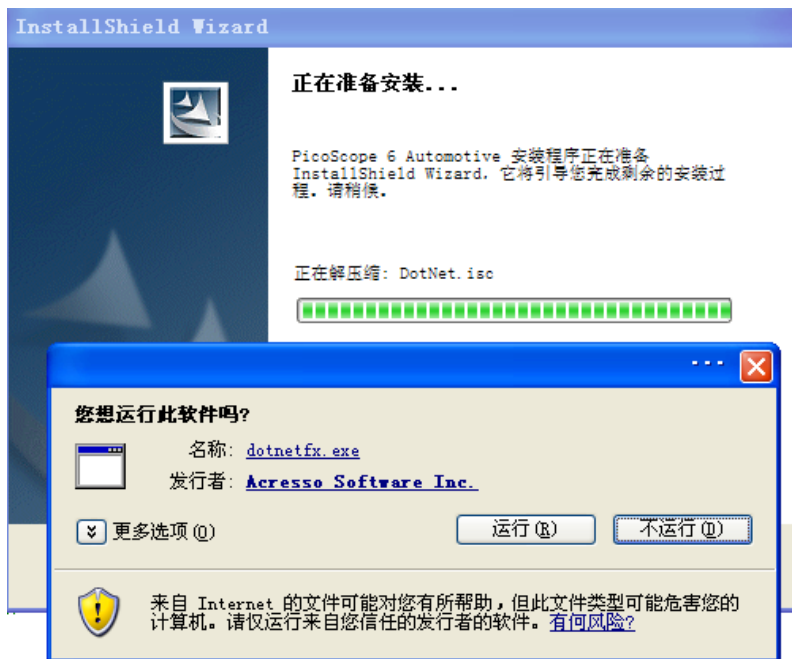 InstallShield Wizard
正在准备安装...
PicoScope 6 Automotive 安装程序正在准备
InstallShield Wizard，它将引导您完成剩余的安装过
程。请稍候。
正在解压缩: DotNet.isc
...
您想运行此软件吗?
名称: dotnetfx.exe
发行者: Acresso Software Inc.
更多选项(O) 运行(R) 不运行(D)
来自 Internet 的文件可能对您有所帮助，但此文件类型可能危害您的
计算机。请仅运行来自您信任的发行者的软件。有何风险?